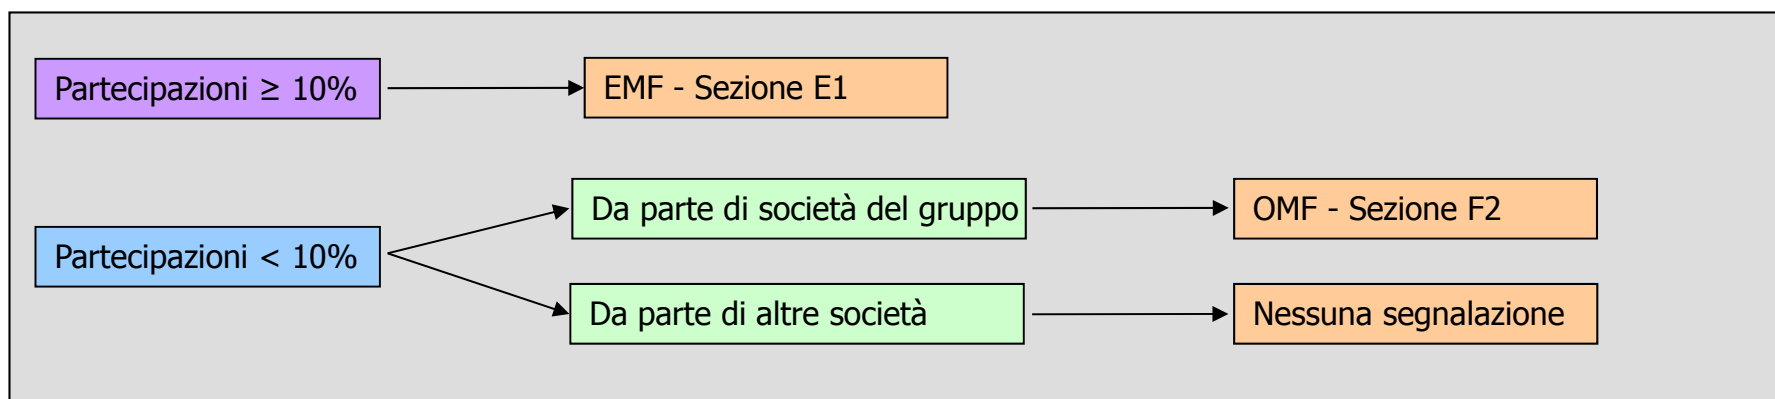 Partecipazioni ≥ 10%
EMF - Sezione E1
Partecipazioni < 10%
Da parte di società del gruppo
OMF - Sezione F2
Da parte di altre società
Nessuna segnalazione